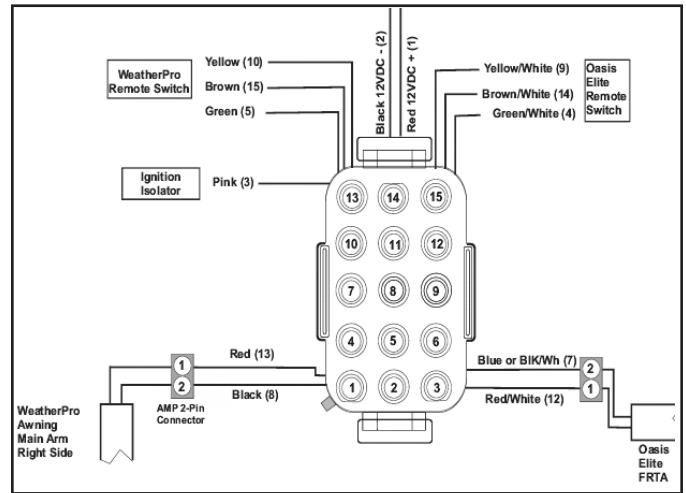 Black 12VDC - (2)
Red 12VDC + (1)
WeatherPro
Remote Switch
Yellow (10)
Brown (15)
Green (5)
Yellow/White (9)
Brown/White (14)
Green/White (4)
Oasis
Elite
Remote
Switch
Ignition
Isolator
Pink (3)
13 14 15
10 11 12
7 8 9
4 5 6
1 2 3
Red (13)
Black (8)
1
2
AMP 2-Pin
Connector
WeatherPro
Awning
Main Arm
Right Side
Blue or BlK/Wh (7)
Red/White (12)
2
1
Oasis
Elite
FRTA